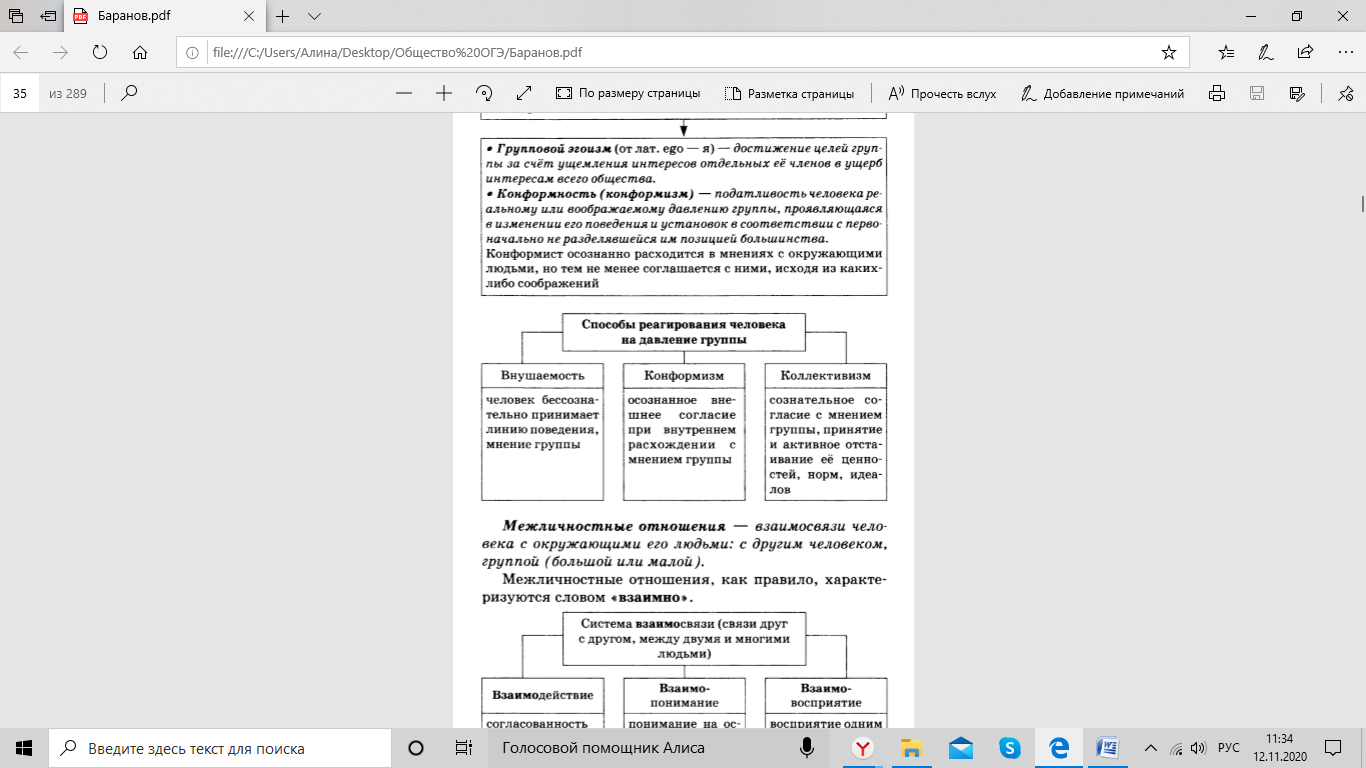 Баранов.pdf
file:///C:/Users/Алина/Desktop/Общество%20ОГЭ/Баранов.pdf
35 из 289
По размеру страницы
Разметка страницы
Прочесть вслух
Добавление примечаний
• Групповой эгоизм (от лат. ego — я) — достижение целей груп-
пы за счёт ущемления интересов отдельных её членов в ущерб
интересам всего общества.
• Конформность (конформизм) — податливость человека ре-
альному или воображаемому давлению группы, проявляющаяся
в изменении его поведения и установок в соответствии с перво-
начально не разделявшейся им позицией большинства.
Конформист осознанно расходится в мнениях с окружающими
людьми, но тем не менее соглашается с ними, исходя из каких-
либо соображений
Способы реагирования человека
на давление группы
Внушаемость
человек бессозна-
тельно принимает
линию поведения,
мнение группы
Конформизм
осознанное вне-
шнее согласие
при внутреннем
расхождении с
мнением группы
Коллективизм
сознательное со-
гласие с мнением
группы, принятие
и активное отста-
ивание её ценно-
стей, норм, идеа-
лов
Межличностные отношения — взаимосвязи чело-
века с окружающими его людьми: с другим человеком,
группой (большой или малой).
Межличностные отношения, как правило, характе-
ризуются словом «взаимно».
Система взаимосвязи (связи друг
с другом, между двумя и многими
людьми)
Взаимодействие
согласованность
Взаимо-
понимание
понимание на ос-
Взаимо-
восприятие
восприятие одним
Введите здесь текст для поиска
Голосовой помощник Алиса
РУС
11:34
12.11.2020